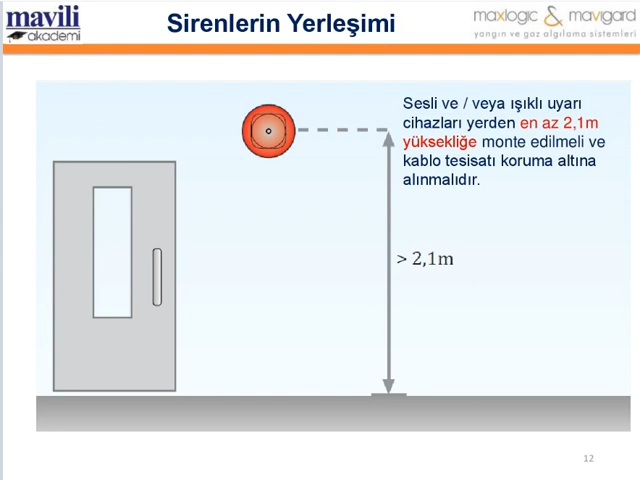 mavili
akademi
Sirenlerin Yerleşimi
maxlogic & mavigard
yangın ve gaz algılama sistemleri
Sesli ve / veya ışıklı uyarı
cihazları yerden en az 2,1m
yüksekliğe monte edilmeli ve
kablo tesisatı koruma altına
alınmalıdır.
> 2,1m
12